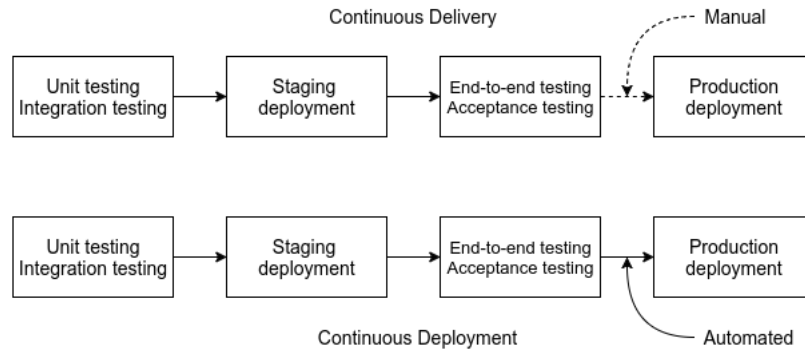 Continuous Delivery
Manual
Unit testing
Integration testing
Staging
deployment
End-to-end testing
Acceptance testing
Production
deployment
Unit testing
Integration testing
Staging
deployment
End-to-end testing
Acceptance testing
Production
deployment
Continuous Deployment
Automated